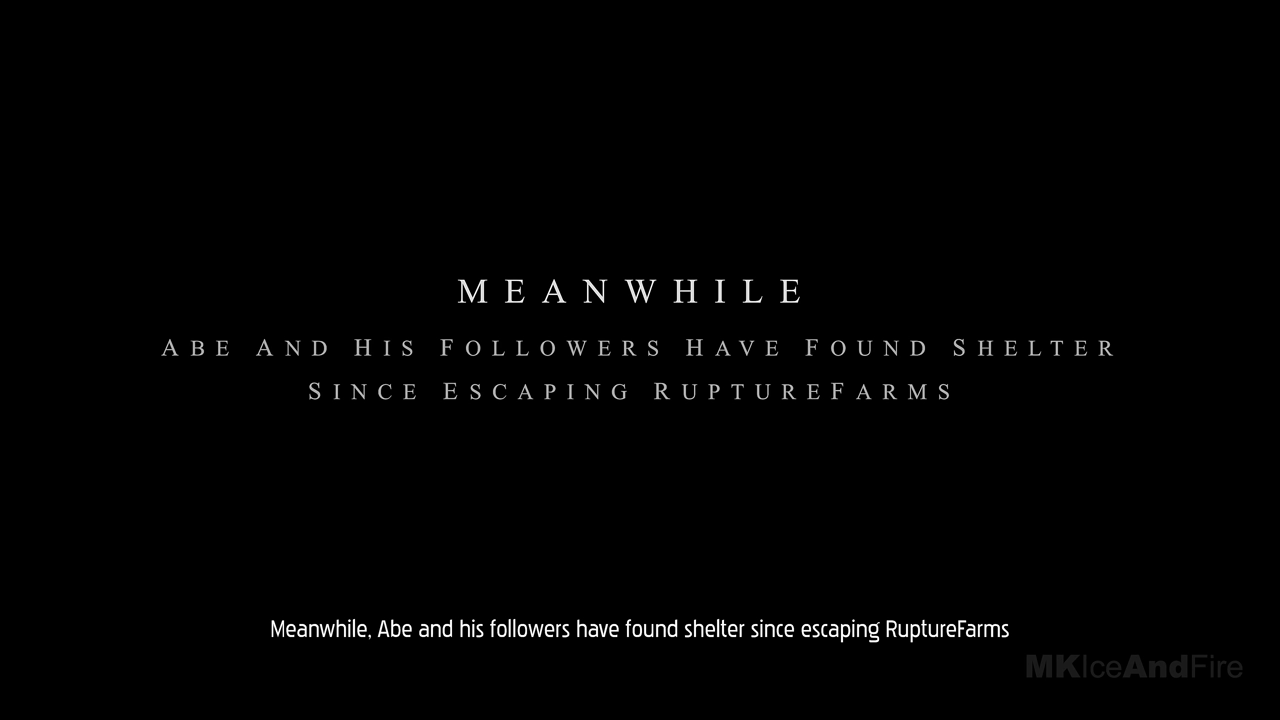 MEANWHILE
ABE AND HIS FOLLOWERS HAVE FOUND SHELTER
SINCE ESCAPING RUPTUREFARMS
Meanwhile, Abe and his followers have found shelter since escaping RuptureFarms
MKIceAndFire